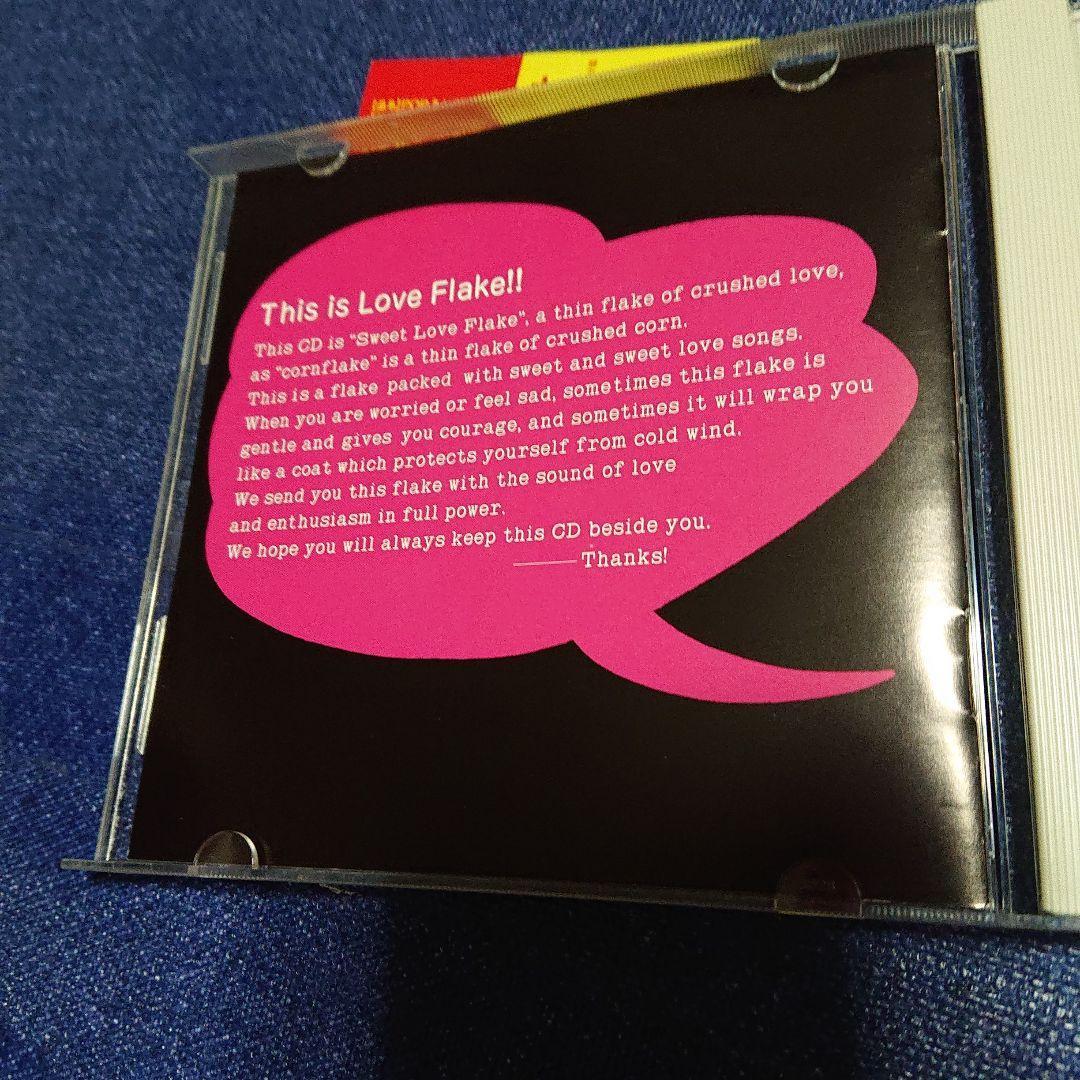 This is Love Flake!!
This CD is "Sweet Love Flake", a thin flake of crushed love,
as "cornflake" is a thin flake of crushed corn.
This is a flake packed with sweet and sweet love songs.
When you are worried or feel sad, sometimes this flake is
gentle and gives you courage, and sometimes it will wrap you
like a coat which protects yourself from cold wind.
We send you this flake with the sound of love
and enthusiasm in full power.
We hope you will always keep this CD beside you.
——Thanks!